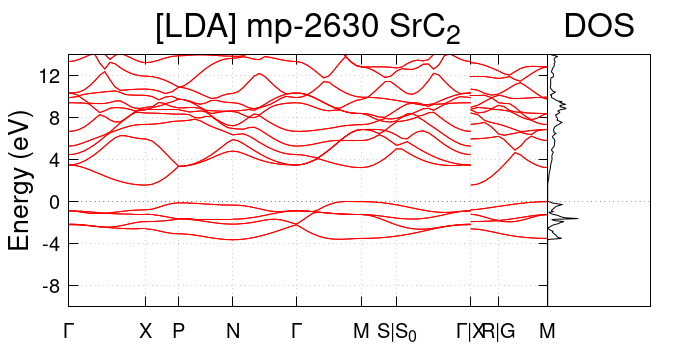 [LDA] mp-2630 SrC₂ DOS
Energy (eV)
12
8
4
0
-4
-8
Γ X P N Γ M S|S₀ Γ|X R|G M